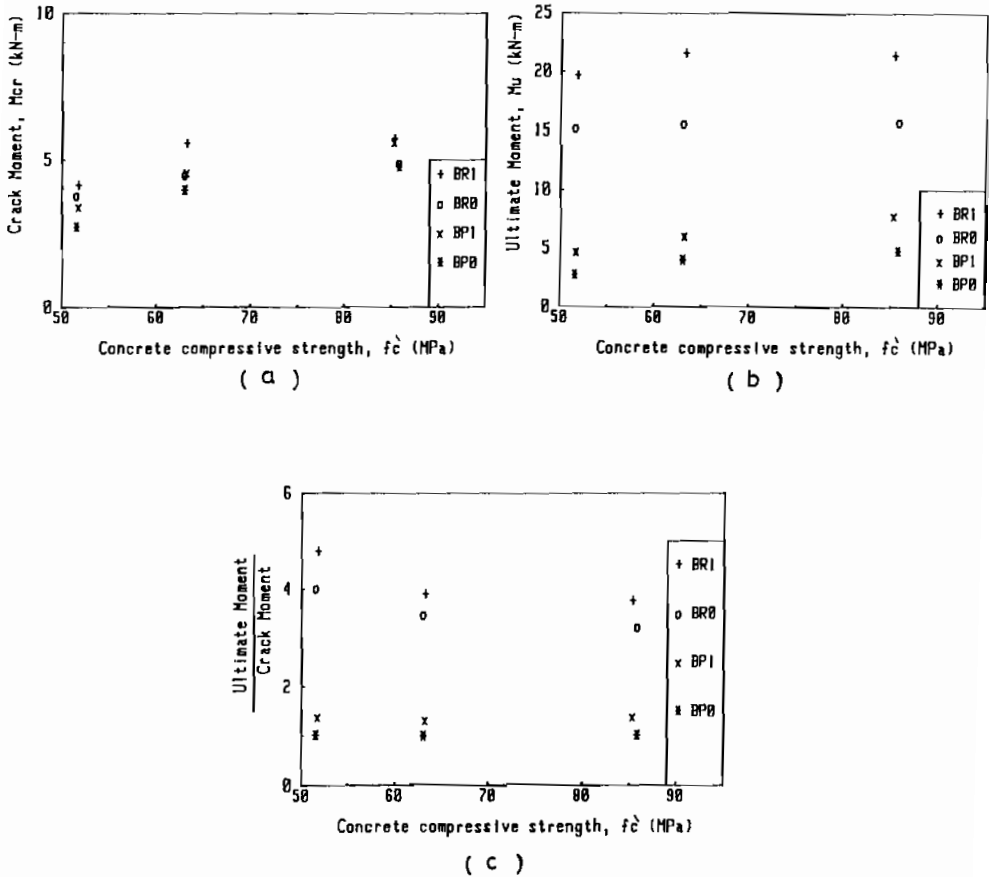 Crack Moment, Mcr (kN-m)
10
5
0
50
60
70
80
90
+ BR1
o BR0
x BP1
* BP0
Concrete compressive strength, fc̀ (MPa)
( a )
Ultimate Moment, Mu (kN-m)
25
20
15
10
5
0
50
60
70
80
90
+ BR1
o BR0
x BP1
* BP0
Concrete compressive strength, fc̀ (MPa)
( b )
Ultimate Moment
Crack Moment
6
4
2
0
50
60
70
80
90
+ BR1
o BR0
x BP1
* BP0
Concrete compressive strength, fc̀ (MPa)
( c )